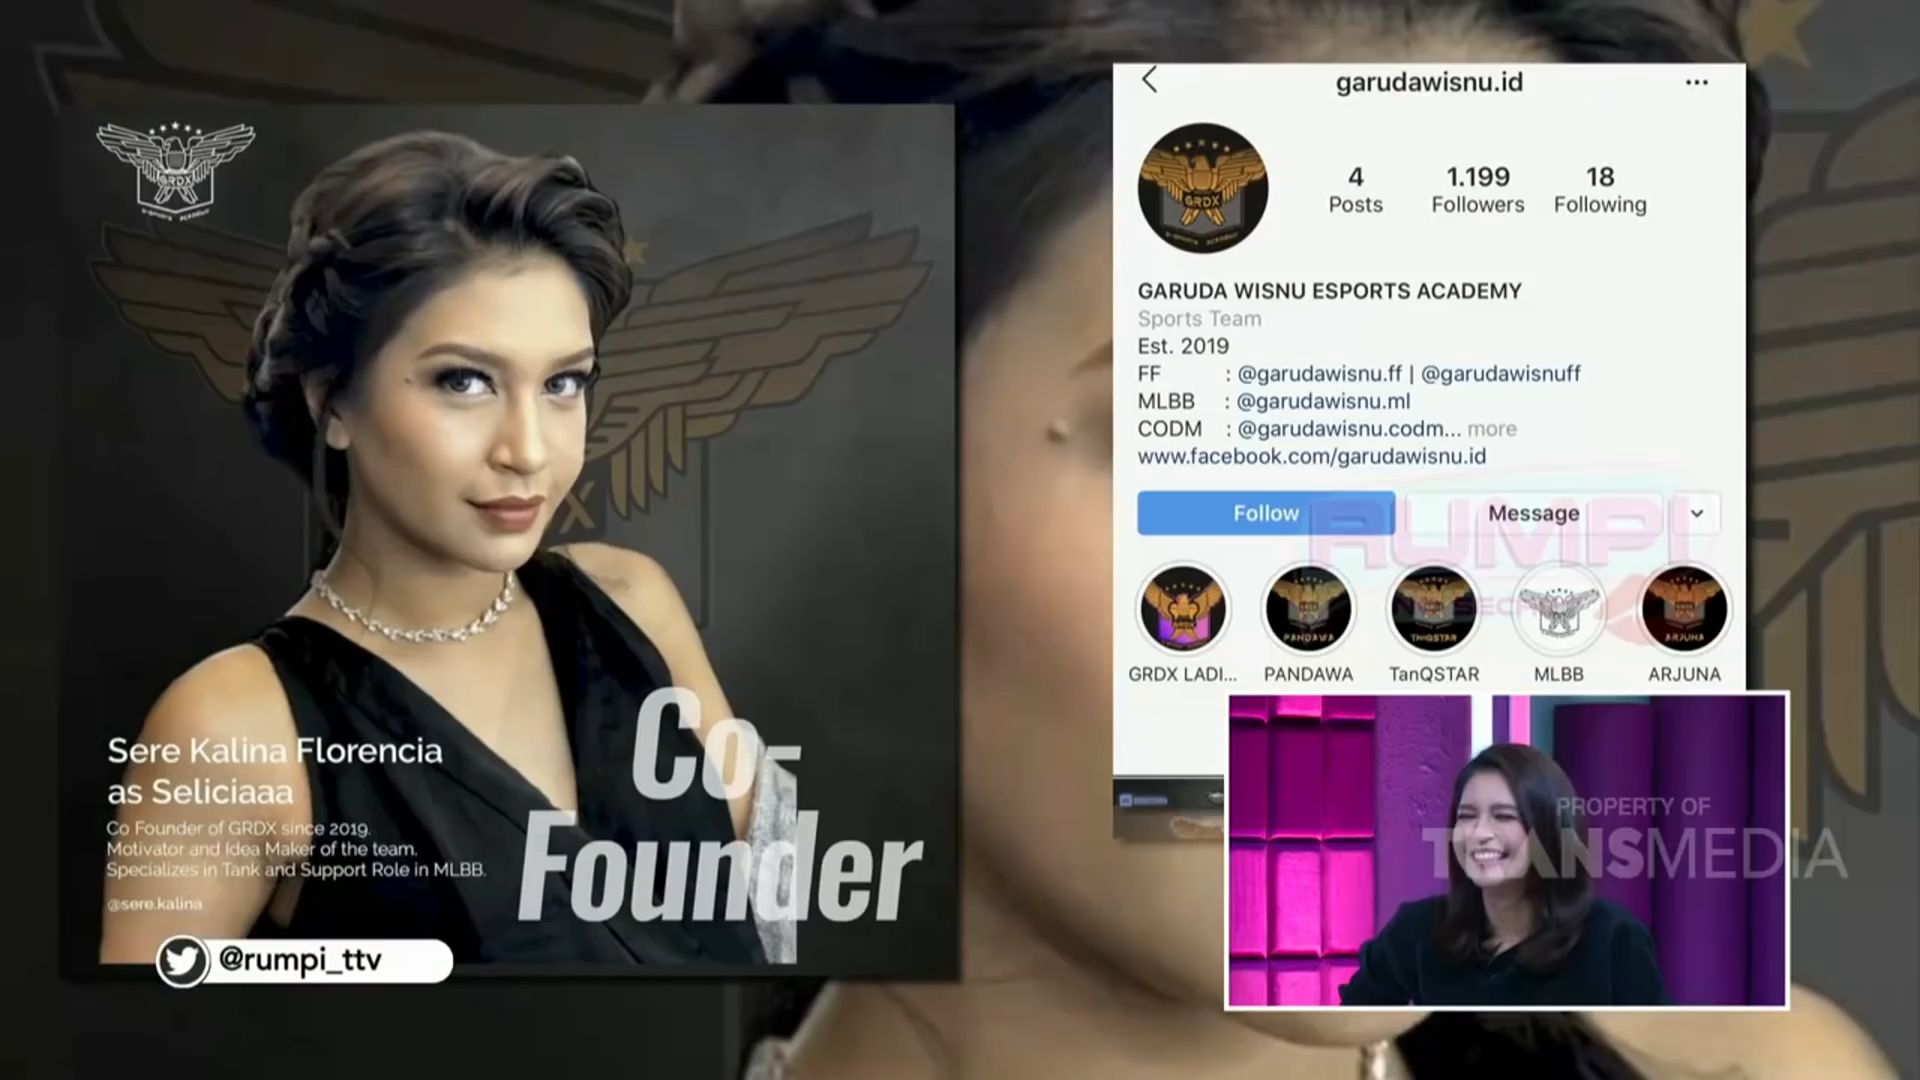 GRDX
Sere Kalina Florencia
as Seliciaaa
Co Founder of GRDX since 2019.
Motivator and Idea Maker of the team.
Specializes in Tank and Support Role in MLBB.
@sere.kalina
Co-
Founder
@rumpi_ttv
garudawisnu.id
GRDX
4 1.199 18
Posts Followers Following
GARUDA WISNU ESPORTS ACADEMY
Sports Team
Est. 2019
FF : @garudawisnu.ff | @garudawisnuff
MLBB : @garudawisnu.ml
CODM : @garudawisnu.codm... more
www.facebook.com/garudawisnu.id
Follow Message
RUMPI
PANDAWA TANQSTAR ARJUNA
GRDX LADI... PANDAWA TanQSTAR MLBB ARJUNA
PROPERTY OF
TRANSMEDIA